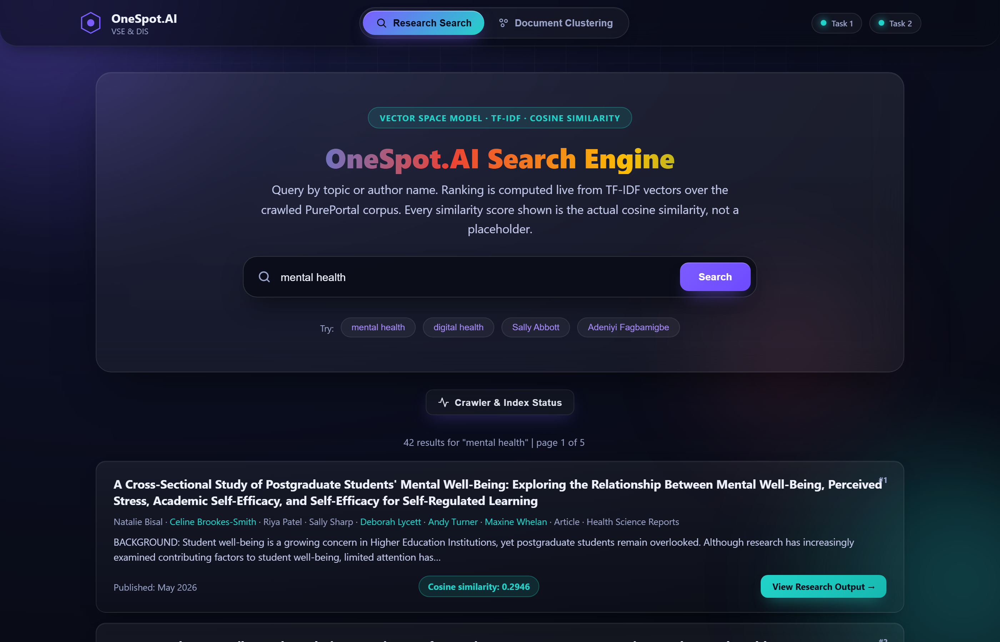 OneSpot.AI
VSE & DIS
Research Search
Document Clustering
Task 1
Task 2
VECTOR SPACE MODEL · TF-IDF · COSINE SIMILARITY
OneSpot.AI Search Engine
Query by topic or author name. Ranking is computed live from TF-IDF vectors over the
crawled PurePortal corpus. Every similarity score shown is the actual cosine similarity, not a
placeholder.
mental health
Search
Try:
mental health
digital health
Sally Abbott
Adeniyi Fagbamigbe
Crawler & Index Status
42 results for "mental health" | page 1 of 5
#1
A Cross-Sectional Study of Postgraduate Students' Mental Well-Being: Exploring the Relationship Between Mental Well-Being, Perceived
Stress, Academic Self-Efficacy, and Self-Efficacy for Self-Regulated Learning
Natalie Bisal · Celine Brookes-Smith · Riya Patel · Sally Sharp · Deborah Lycett · Andy Turner · Maxine Whelan · Article · Health Science Reports
BACKGROUND: Student well-being is a growing concern in Higher Education Institutions, yet postgraduate students remain overlooked. Although research has increasingly
examined contributing factors to student well-being, limited attention has...
Published: May 2026
Cosine similarity: 0.2946
View Research Output →